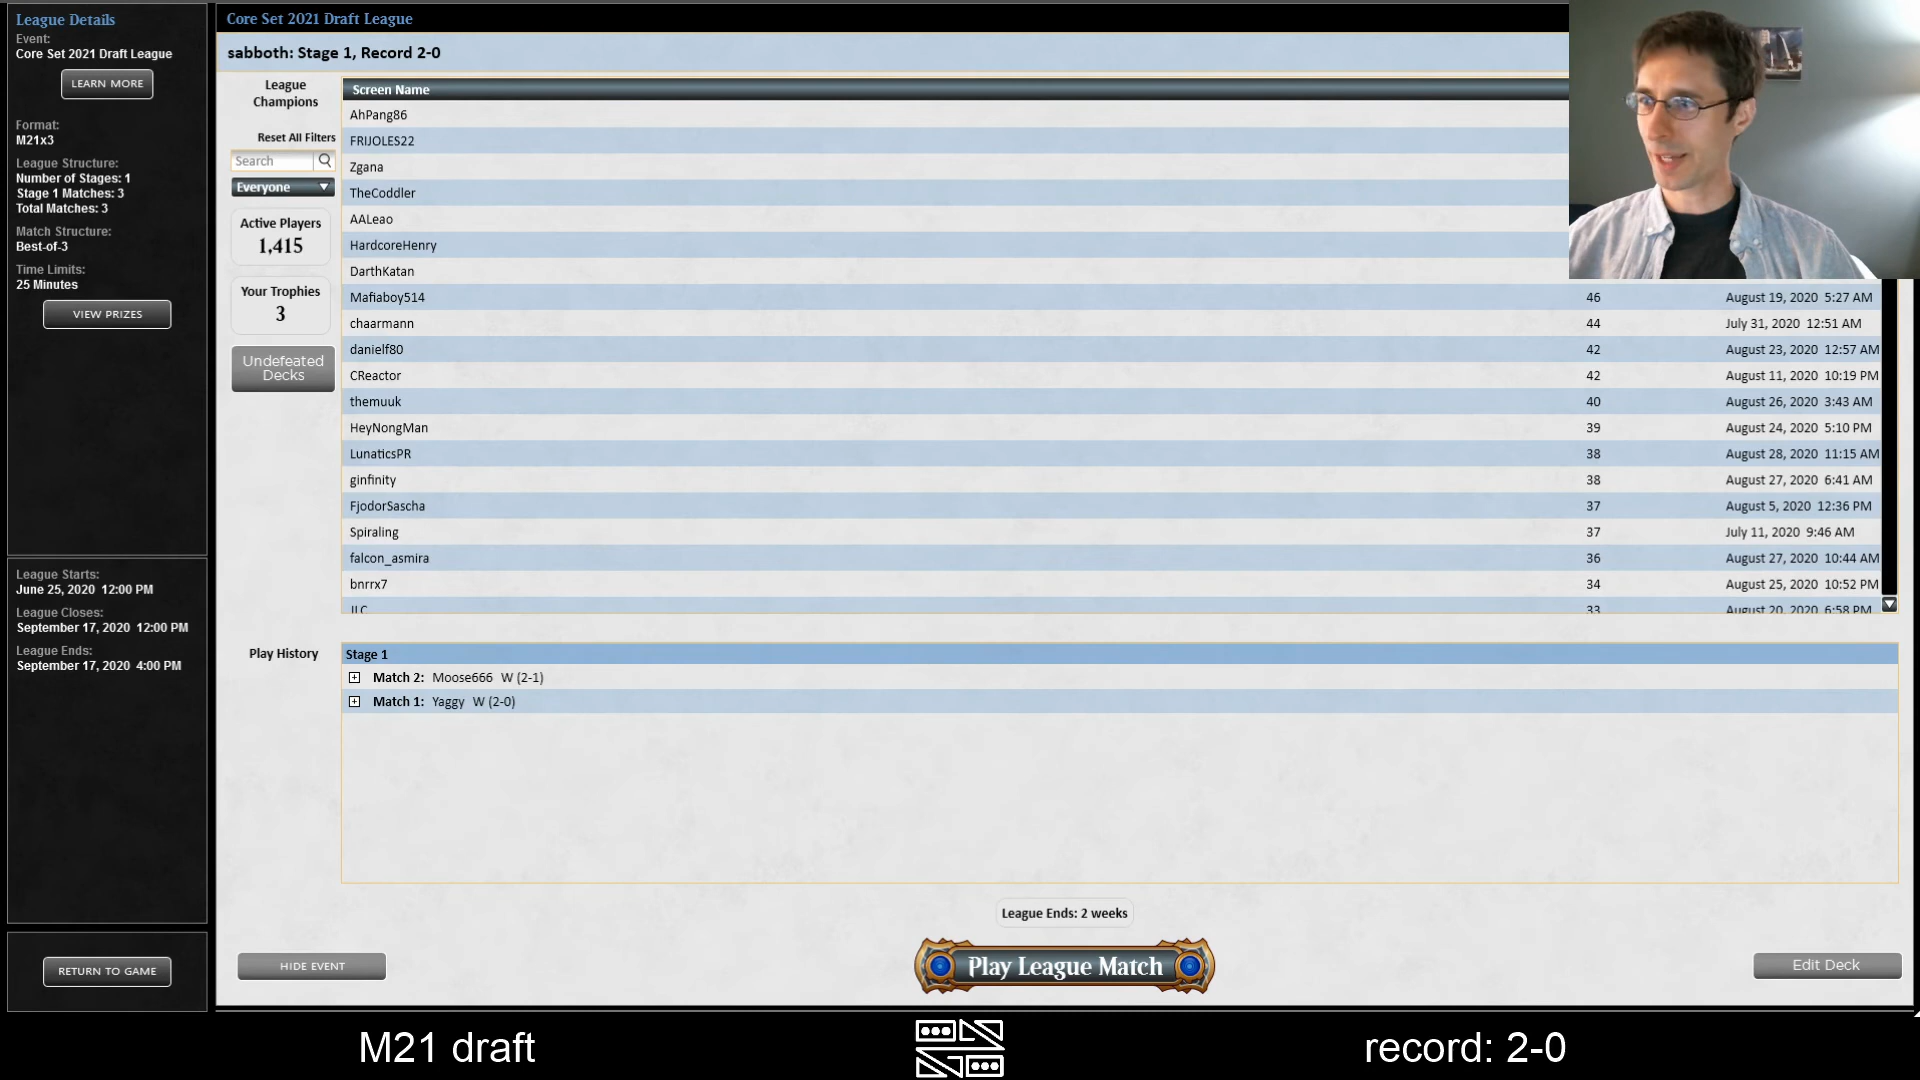 League Details
Event:
Core Set 2021 Draft League
LEARN MORE
Format:
M21x3
League Structure:
Number of Stages: 1
Stage 1 Matches: 3
Total Matches: 3
Match Structure:
Best-of-3
Time Limits:
25 Minutes
VIEW PRIZES
League Starts:
June 25, 2020 12:00 PM
League Closes:
September 17, 2020 12:00 PM
League Ends:
September 17, 2020 4:00 PM
RETURN TO GAME
Core Set 2021 Draft League
sabboth: Stage 1, Record 2-0
League
Champions
Reset All Filters
Search
Everyone
Active Players
1,415
Your Trophies
3
Undefeated
Decks
Screen Name
AhPang86
FRIJOLES22
Zgana
TheCoddler
AALeao
HardcoreHenry
DarthKatan
Mafiaboy514 46 August 19, 2020 5:27 AM
chaarmann 44 July 31, 2020 12:51 AM
danielf80 42 August 23, 2020 12:57 AM
CReactor 42 August 11, 2020 10:19 PM
themuuk 40 August 26, 2020 3:43 AM
HeyNongMan 39 August 24, 2020 5:10 PM
LunaticsPR 38 August 28, 2020 11:15 AM
ginfinity 38 August 27, 2020 6:41 AM
FjodorSascha 37 August 5, 2020 12:36 PM
Spiraling 37 July 11, 2020 9:46 AM
falcon_asmira 36 August 27, 2020 10:44 AM
bnrrx7 34 August 25, 2020 10:52 PM
33 August 20, 2020 6:58 PM
Play History
Stage 1
Match 2: Moose666 W (2-1)
Match 1: Yaggy W (2-0)
League Ends: 2 weeks
HIDE EVENT
Play League Match
Edit Deck
M21 draft
record: 2-0